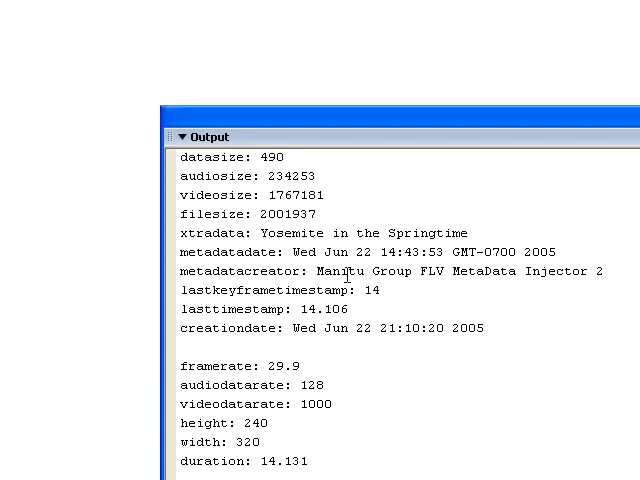 Output
datasize: 490
audiosize: 234253
videosize: 1767181
filesize: 2001937
xtradata: Yosemite in the Springtime
metadatadate: Wed Jun 22 14:43:53 GMT-0700 2005
metadatacreator: Manitu Group FLV MetaData Injector 2
lastkeyframetimestamp: 14
lasttimestamp: 14.106
creationdate: Wed Jun 22 21:10:20 2005
framerate: 29.9
audiodatarate: 128
videodatarate: 1000
height: 240
width: 320
duration: 14.131